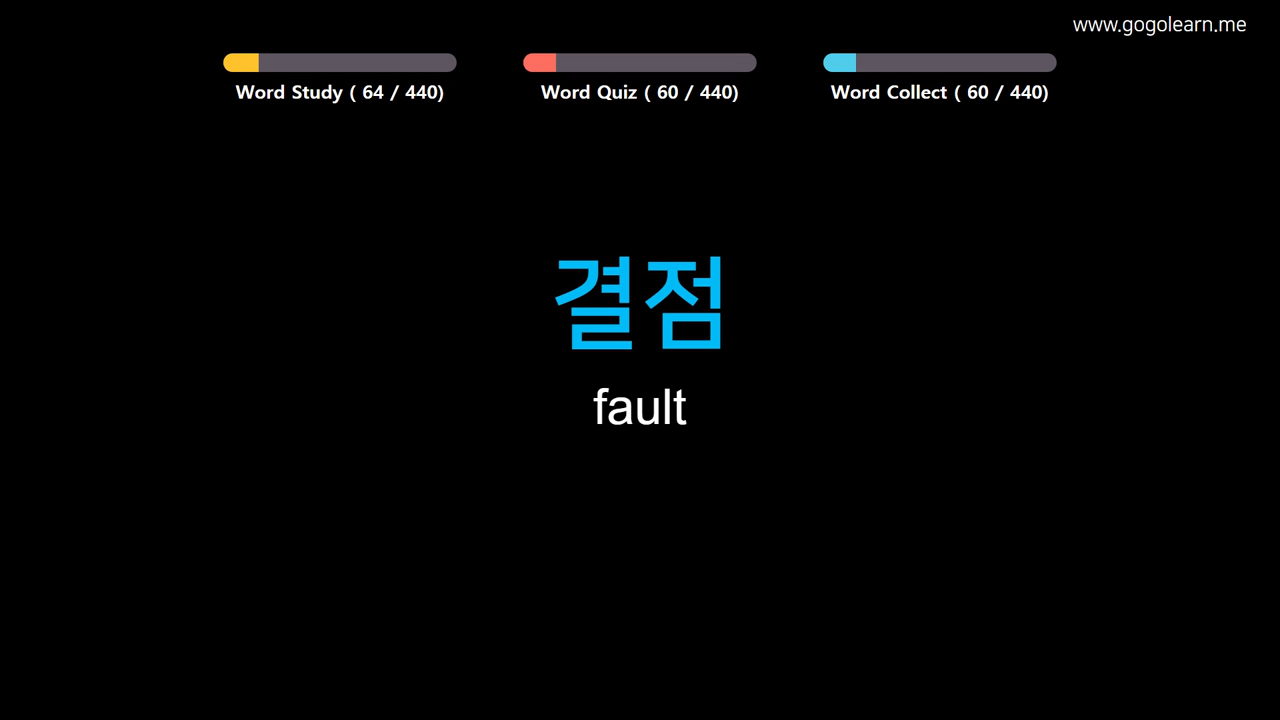 www.gogolearn.me
Word Study ( 64 / 440)
Word Quiz ( 60 / 440)
Word Collect ( 60 / 440)
결점
fault